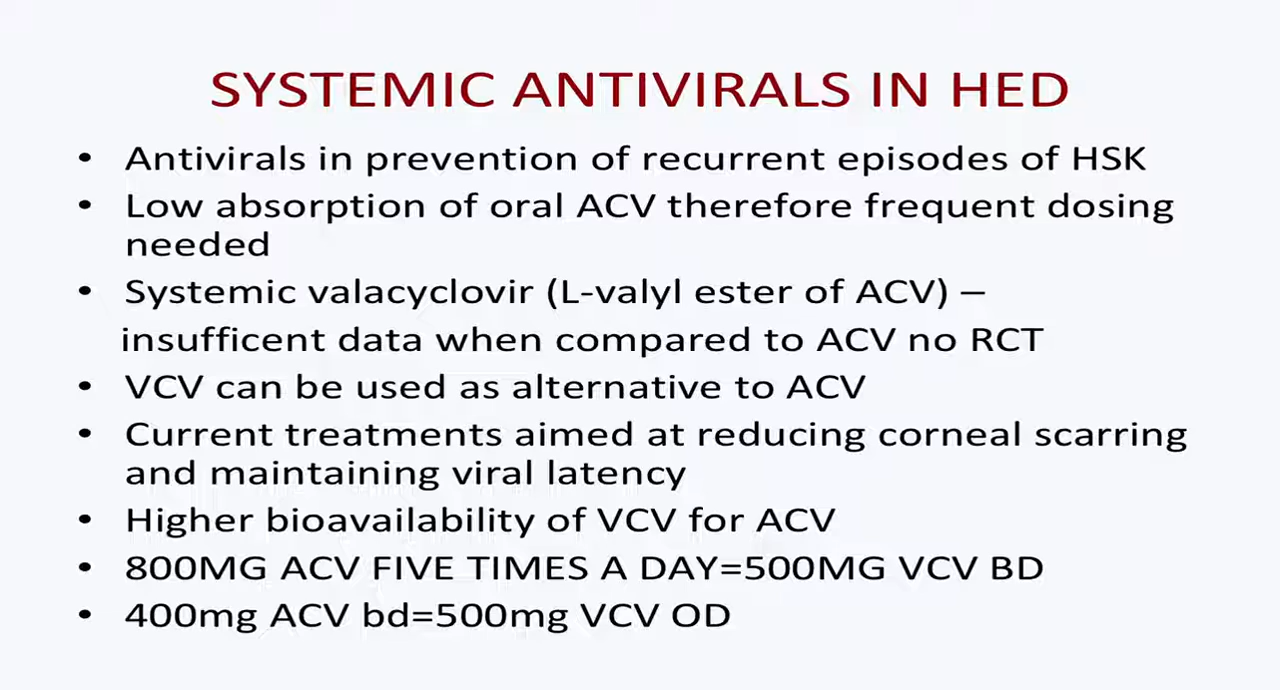 SYSTEMIC ANTIVIRALS IN HED
• Antivirals in prevention of recurrent episodes of HSK
• Low absorption of oral ACV therefore frequent dosing
needed
• Systemic valacyclovir (L-valyl ester of ACV) –
insufficent data when compared to ACV no RCT
• VCV can be used as alternative to ACV
• Current treatments aimed at reducing corneal scarring
and maintaining viral latency
• Higher bioavailability of VCV for ACV
• 800MG ACV FIVE TIMES A DAY=500MG VCV BD
• 400mg ACV bd=500mg VCV OD